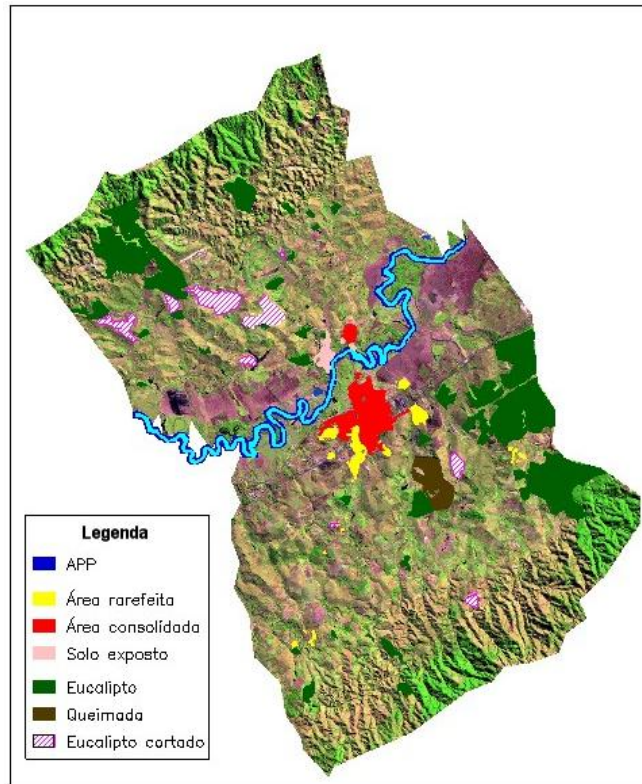 Legenda
APP
Área rarefeita
Área consolidada
Solo exposto
Eucalipto
Queimada
Eucalipto cortado